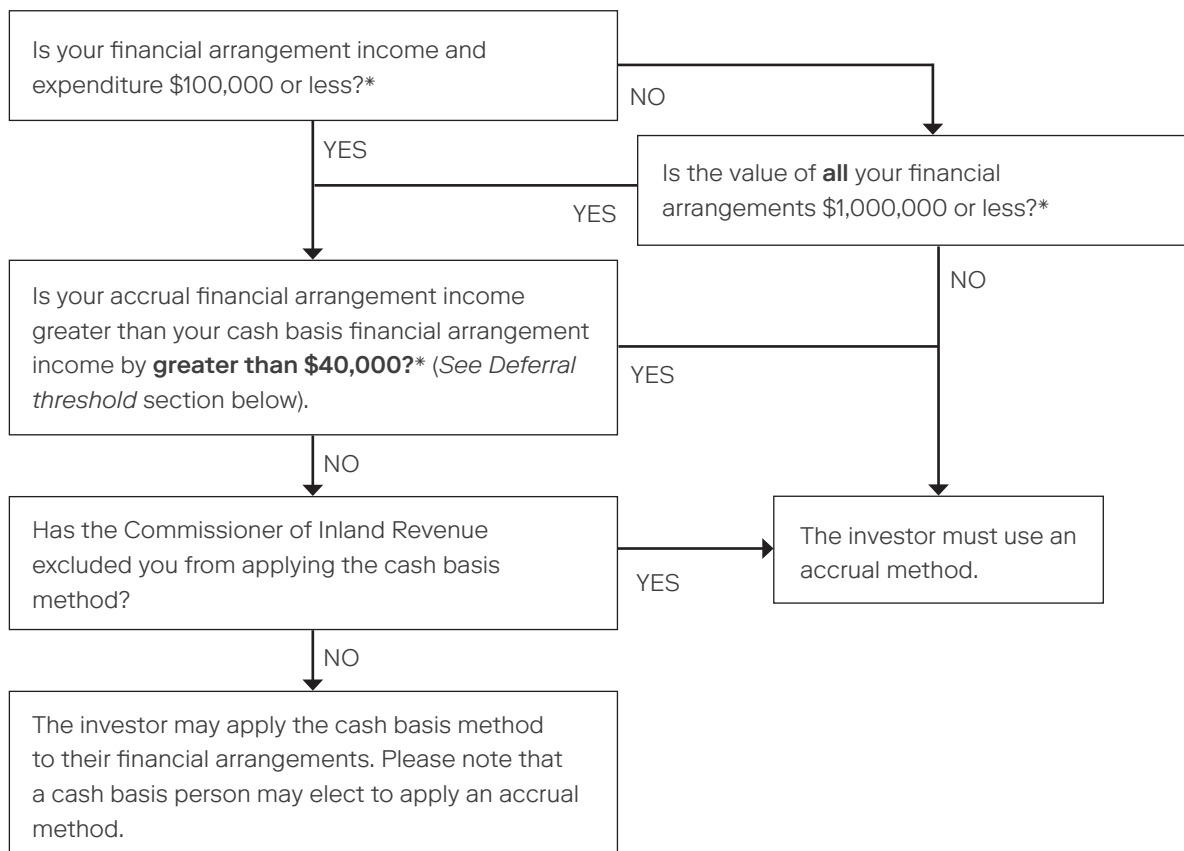 Is your financial arrangement income and
expenditure $100,000 or less?*
NO
YES
Is the value of all your financial
arrangements $1,000,000 or less?*
YES
NO
Is your accrual financial arrangement income
greater than your cash basis financial arrangement
income by greater than $40,000?* (See Deferral
threshold section below).
YES
NO
Has the Commissioner of Inland Revenue
excluded you from applying the cash basis
method?
YES
The investor must use an
accrual method.
NO
The investor may apply the cash basis method
to their financial arrangements. Please note that
a cash basis person may elect to apply an accrual
method.